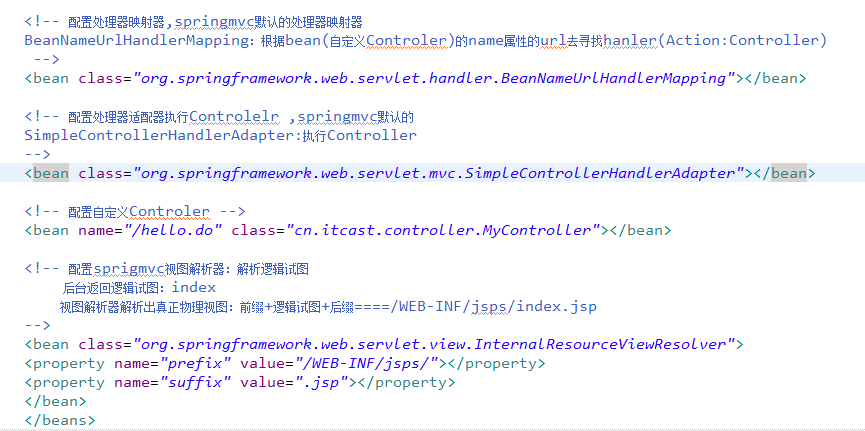 <!-- 配置处理器映射器,springmvc默认的处理器映射器
BeanNameUrlHandlerMapping: 根据bean(自定义Controler)的name属性的url去寻找hanler(Action:Controller)
-->
<bean class="org.springframework.web.servlet.handler.BeanNameUrlHandlerMapping"></bean>
<!-- 配置处理器适配器执行Controlelr ,springmvc默认的
SimpleControllerHandlerAdapter:执行Controller
-->
<bean class="org.springframework.web.servlet.mvc.SimpleControllerHandlerAdapter"></bean>
<!-- 配置自定义Controler -->
<bean name="/hello.do" class="cn.itcast.controller.MyController"></bean>
<!-- 配置sprigmvc视图解析器: 解析逻辑试图
后台返回逻辑试图: index
视图解析器解析出真正物理视图: 前缀+逻辑试图+后缀====/WEB-INF/jsps/index.jsp
-->
<bean class="org.springframework.web.servlet.view.InternalResourceViewResolver">
<property name="prefix" value="/WEB-INF/jsps/"></property>
<property name="suffix" value=".jsp"></property>
</bean>
</beans>